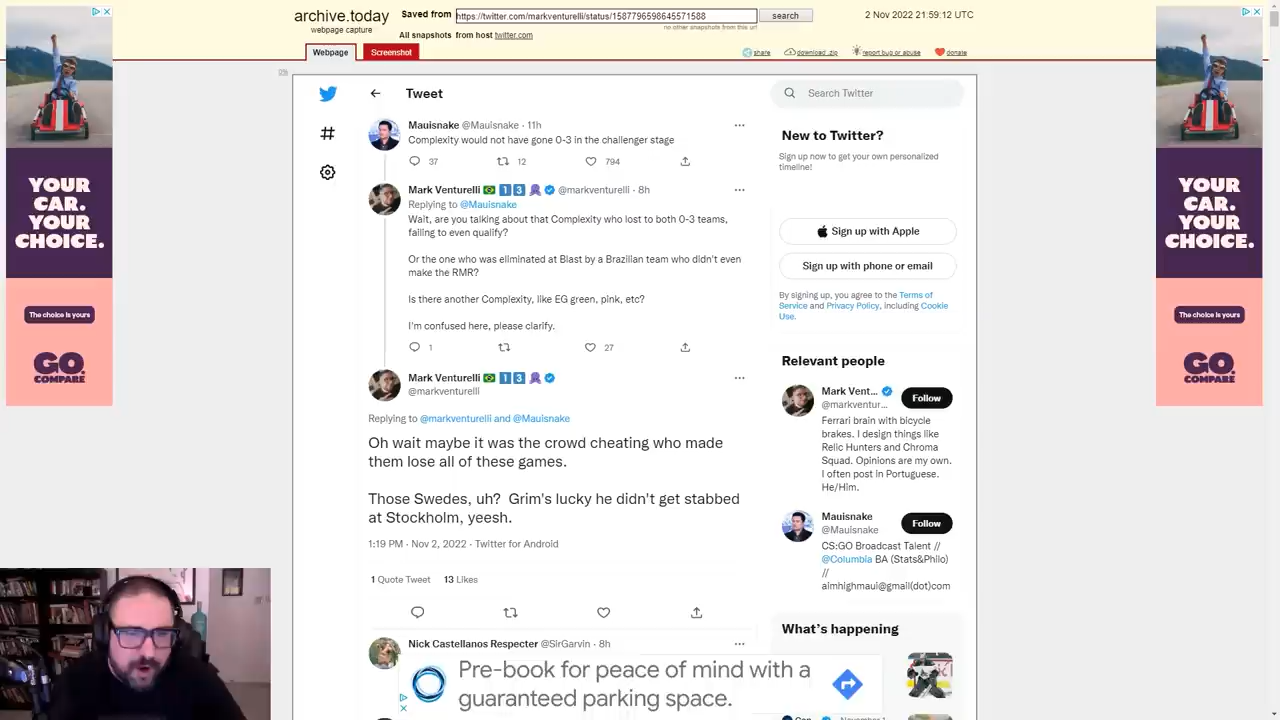 archive.today
webpage capture
Saved from
https://twitter.com/markventurelli/status/1587796598645571588
search
2 Nov 2022 21:59:12 UTC
no other snapshots from this url
All snapshots from host twitter.com
Webpage
Screenshot
share
download .zip
report bug or abuse
donate
0%
Tweet
Search Twitter
Mauisnake @Mauisnake · 11h
Complexity would not have gone 0-3 in the challenger stage
37
12
794
Mark Venturelli 🇧🇷 1️⃣ 3️⃣ @markventurelli · 8h
Replying to @Mauisnake
Wait, are you talking about that Complexity who lost to both 0-3 teams,
failing to even qualify?
Or the one who was eliminated at Blast by a Brazilian team who didn't even
make the RMR?
Is there another Complexity, like EG green, pink, etc?
I'm confused here, please clarify.
1
27
Mark Venturelli 🇧🇷 1️⃣ 3️⃣
@markventurelli
Replying to @markventurelli and @Mauisnake
Oh wait maybe it was the crowd cheating who made
them lose all of these games.
Those Swedes, uh? Grim's lucky he didn't get stabbed
at Stockholm, yeesh.
1:19 PM · Nov 2, 2022 · Twitter for Android
1 Quote Tweet
13 Likes
Nick Castellanos Respecter @SirGarvin · 8h
New to Twitter?
Sign up now to get your own personalized
timeline!
Sign up with Apple
Sign up with phone or email
By signing up, you agree to the Terms of
Service and Privacy Policy, including Cookie
Use.
Relevant people
Mark Vent...
@markventur...
Follow
Ferrari brain with bicycle
brakes. I design things like
Relic Hunters and Chroma
Squad. Opinions are my own.
I often post in Portuguese.
He/Him.
Mauisnake
@Mauisnake
Follow
CS:GO Broadcast Talent //
@Columbia BA (Stats&Philo)
//
aimhighmaui@gmail(dot)com
What's happening
Pre-book for peace of mind with a
guaranteed parking space.
YOUR
CAR.
YOUR
CHOICE.
The choice is yours
GO.
COMPARE
YOUR
CAR.
YOUR
CHOICE.
The choice is yours
GO.
COMPARE